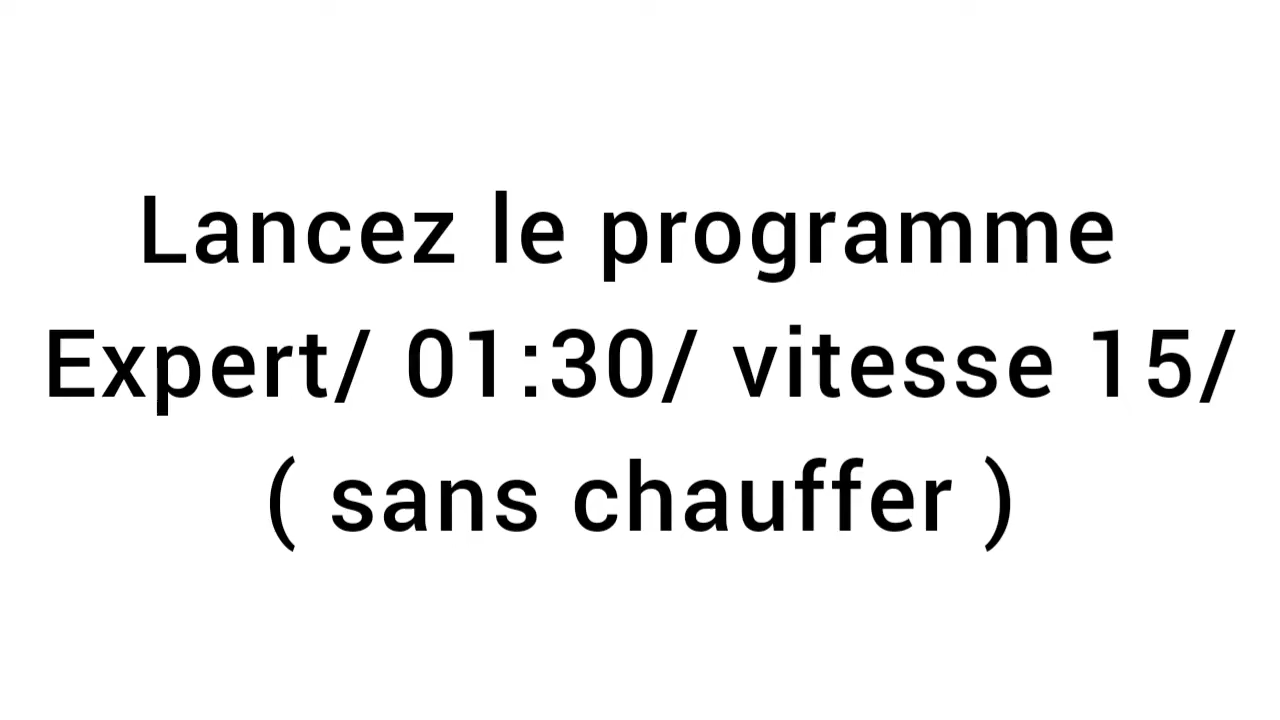 Lancez le programme
Expert/ 01:30/ vitesse 15/
( sans chauffer )